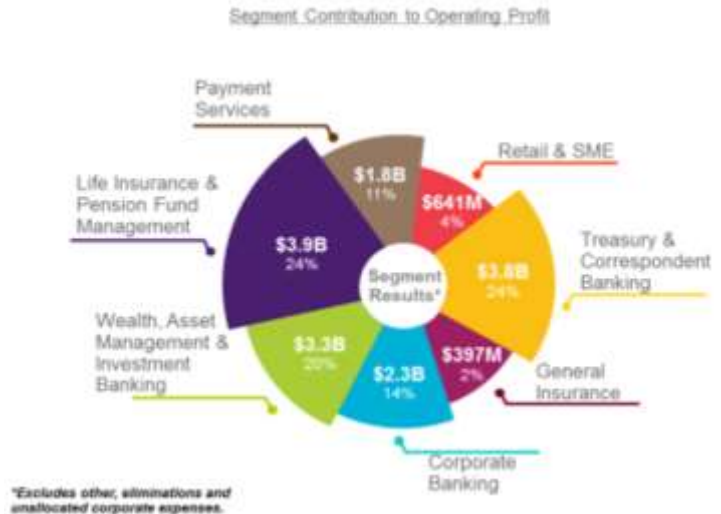 Segment Contribution to Operating Profit
Payment
Services
$1.8B
11%
Retail & SME
$641M
4%
Life Insurance &
Pension Fund
Management
$3.9B
24%
Segment
Results*
$3.8B
24%
Treasury &
Correspondent
Banking
Wealth, Asset
Management &
Investment
Banking
$3.3B
20%
$2.3B
14%
$397M
2%
General
Insurance
Corporate
Banking
*Excludes other, eliminations and
unallocated corporate expenses.